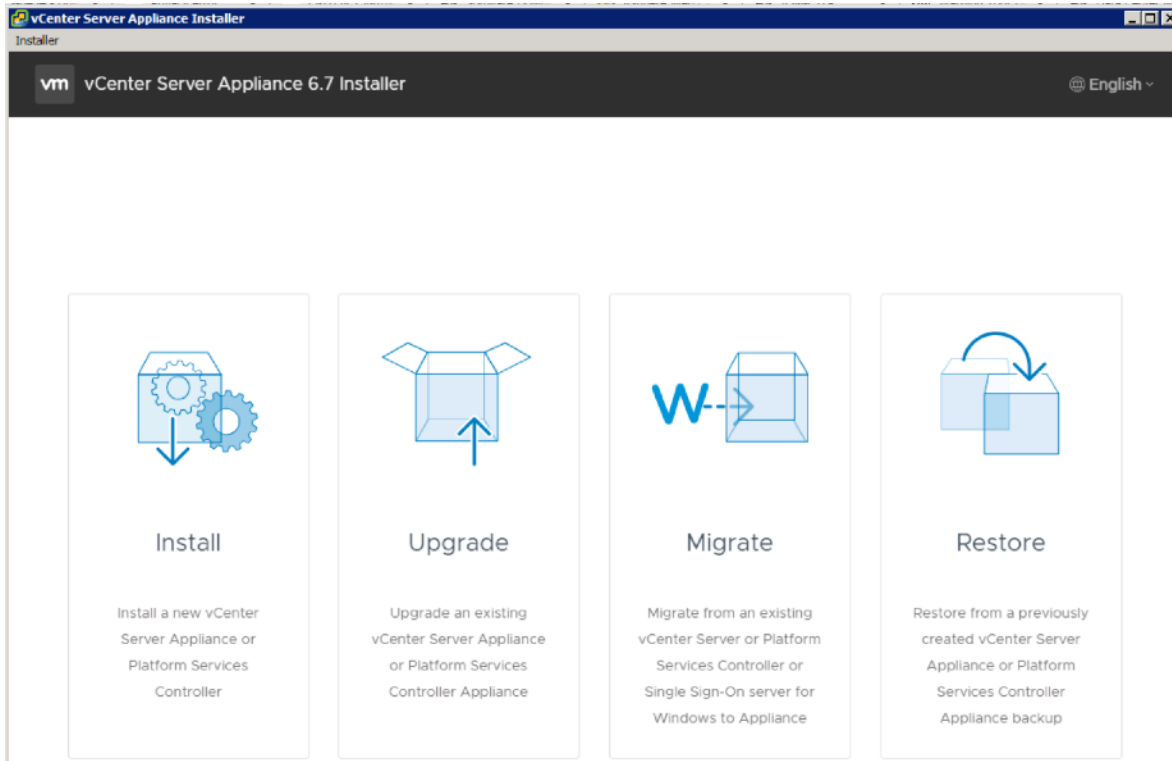 vCenter Server Appliance Installer
Installer
vm vCenter Server Appliance 6.7 Installer
English
Install
Install a new vCenter
Server Appliance or
Platform Services
Controller
Upgrade
Upgrade an existing
vCenter Server Appliance
or Platform Services
Controller Appliance
W
Migrate
Migrate from an existing
vCenter Server or Platform
Services Controller or
Single Sign-On server for
Windows to Appliance
Restore
Restore from a previously
created vCenter Server
Appliance or Platform
Services Controller
Appliance backup